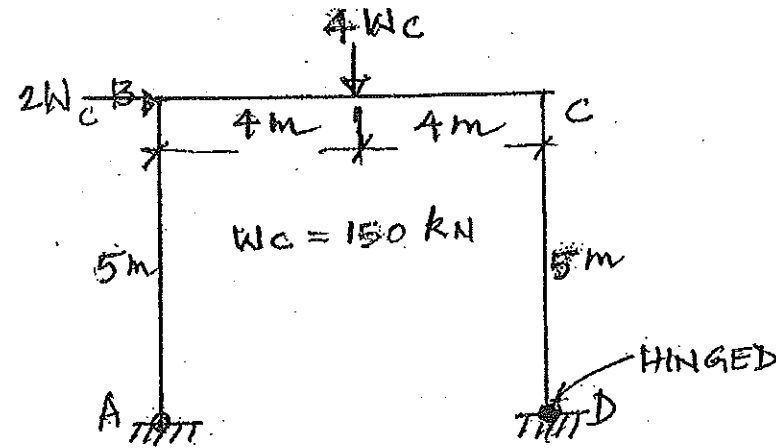 4Wc
2Wc B
C
4m 4m
Wc = 150 kN
5m 5m
HINGED
A D